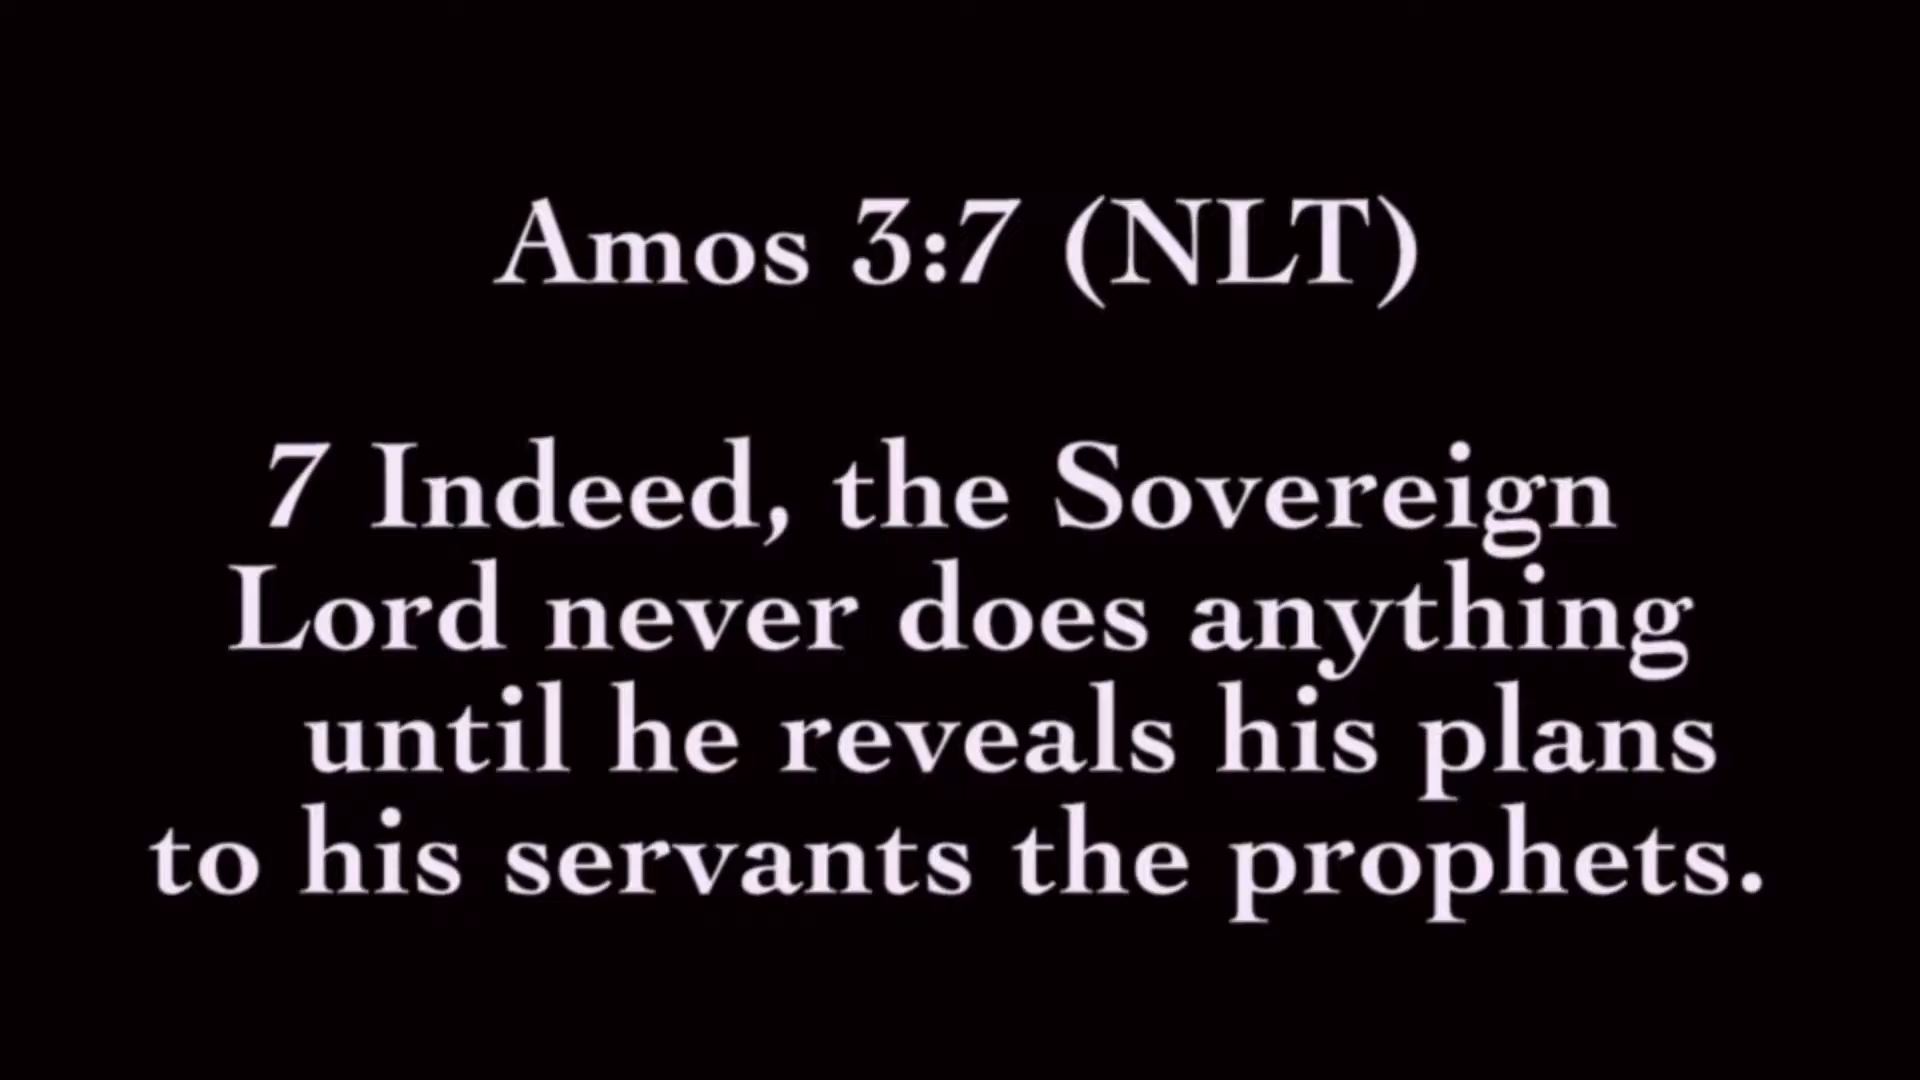 Amos 3:7 (NLT)
7 Indeed, the Sovereign
Lord never does anything
until he reveals his plans
to his servants the prophets.